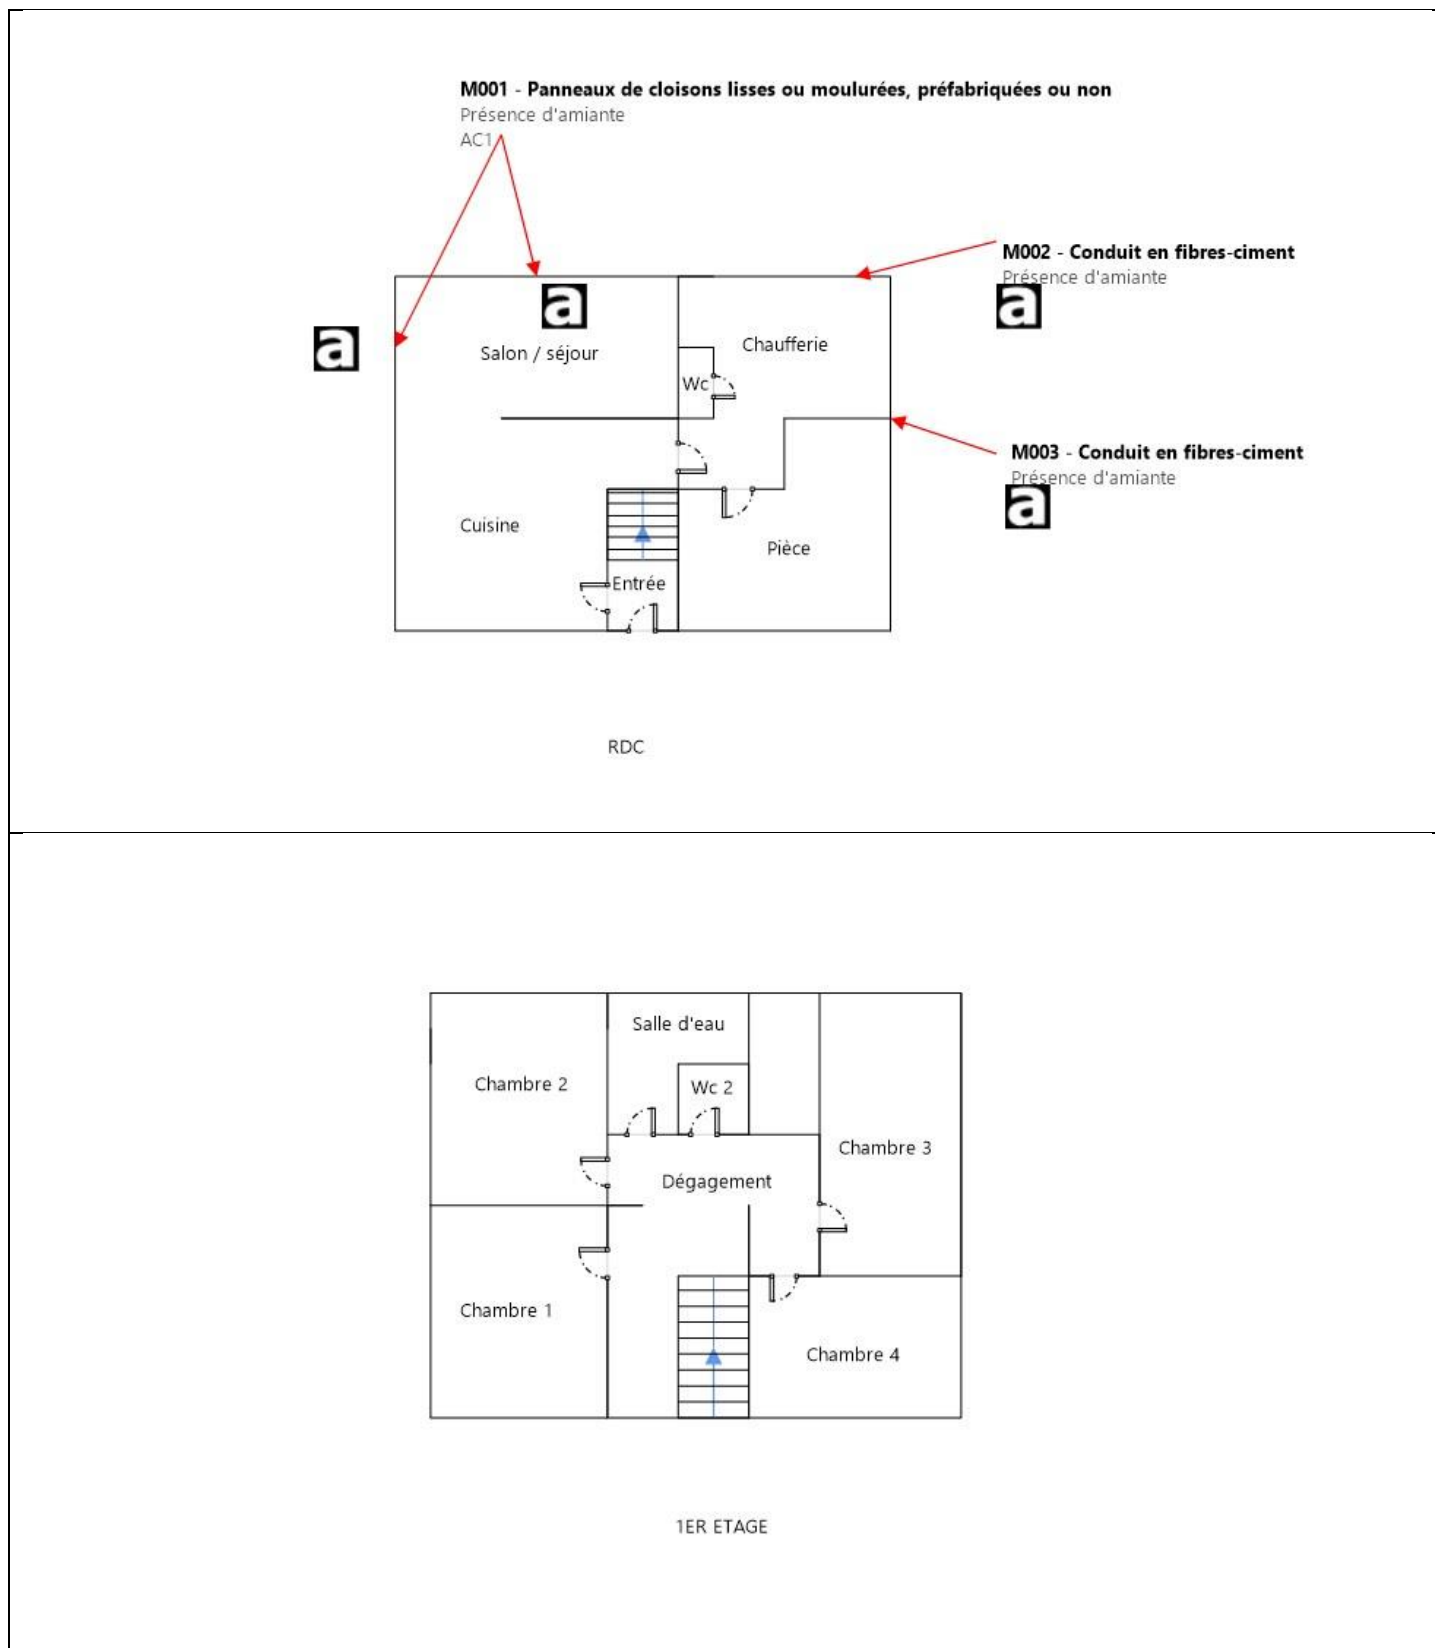 M001 - Panneaux de cloisons lisses ou moulurées, préfabriquées ou non
Présence d'amiante
AC1
M002 - Conduit en fibres-ciment
Présence d'amiante
a
a
a
Salon / séjour
Chaufferie
Wc
M003 - Conduit en fibres-ciment
Présence d'amiante
a
Cuisine
Pièce
Entrée
RDC
Salle d'eau
Chambre 2
Wc 2
Chambre 3
Dégagement
Chambre 1
Chambre 4
1ER ETAGE